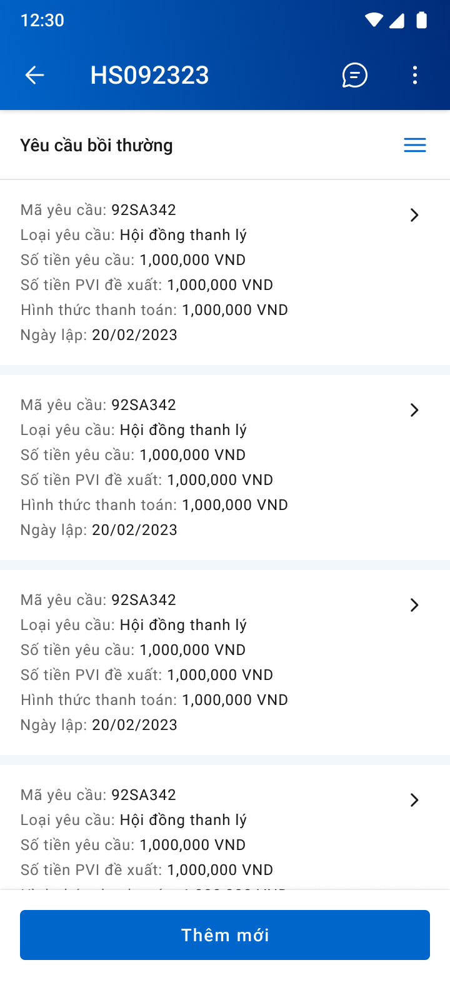 12:30
HS092323
Yêu cầu bồi thường
Mã yêu cầu: 92SA342
Loại yêu cầu: Hội đồng thanh lý
Số tiền yêu cầu: 1,000,000 VND
Số tiền PVI đề xuất: 1,000,000 VND
Hình thức thanh toán: 1,000,000 VND
Ngày lập: 20/02/2023
Mã yêu cầu: 92SA342
Loại yêu cầu: Hội đồng thanh lý
Số tiền yêu cầu: 1,000,000 VND
Số tiền PVI đề xuất: 1,000,000 VND
Hình thức thanh toán: 1,000,000 VND
Ngày lập: 20/02/2023
Mã yêu cầu: 92SA342
Loại yêu cầu: Hội đồng thanh lý
Số tiền yêu cầu: 1,000,000 VND
Số tiền PVI đề xuất: 1,000,000 VND
Hình thức thanh toán: 1,000,000 VND
Ngày lập: 20/02/2023
Mã yêu cầu: 92SA342
Loại yêu cầu: Hội đồng thanh lý
Số tiền yêu cầu: 1,000,000 VND
Số tiền PVI đề xuất: 1,000,000 VND
Thêm mới